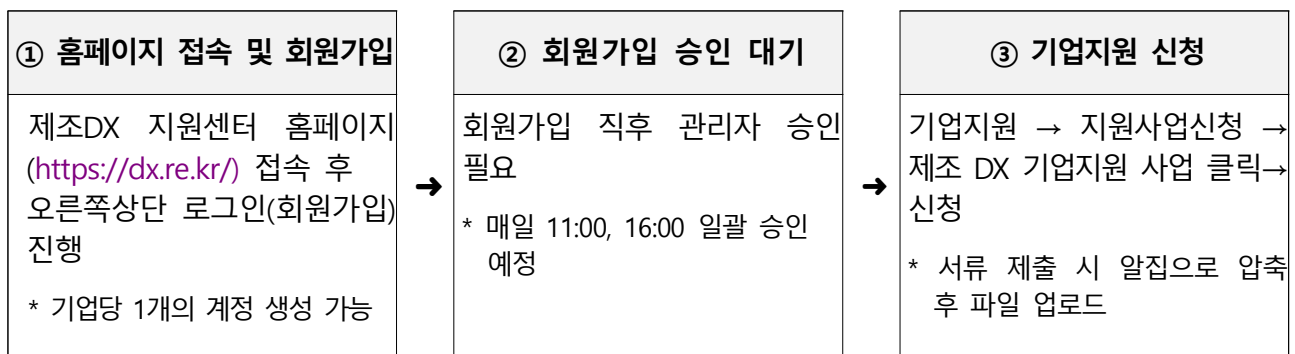 ① 홈페이지 접속 및 회원가입
제조DX 지원센터 홈페이지
(https://dx.re.kr/) 접속 후
오른쪽상단 로그인(회원가입)
진행
* 기업당 1개의 계정 생성 가능
➜
② 회원가입 승인 대기
회원가입 직후 관리자 승인
필요
* 매일 11:00, 16:00 일괄 승인
예정
➜
③ 기업지원 신청
기업지원 → 지원사업신청 →
제조 DX 기업지원 사업 클릭→
신청
* 서류 제출 시 알집으로 압축
후 파일 업로드